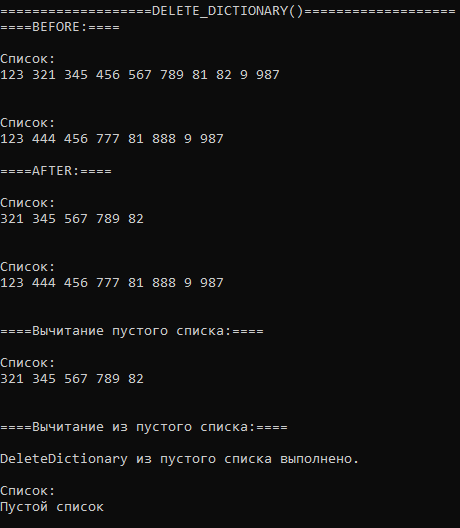 ===================DELETE_DICTIONARY()===================
====BEFORE:====
Список:
123 321 345 456 567 789 81 82 9 987
Список:
123 444 456 777 81 888 9 987
====AFTER:====
Список:
321 345 567 789 82
Список:
123 444 456 777 81 888 9 987
====Вычитание пустого списка:====
Список:
321 345 567 789 82
====Вычитание из пустого списка:====
DeleteDictionary из пустого списка выполнено.
Список:
Пустой список